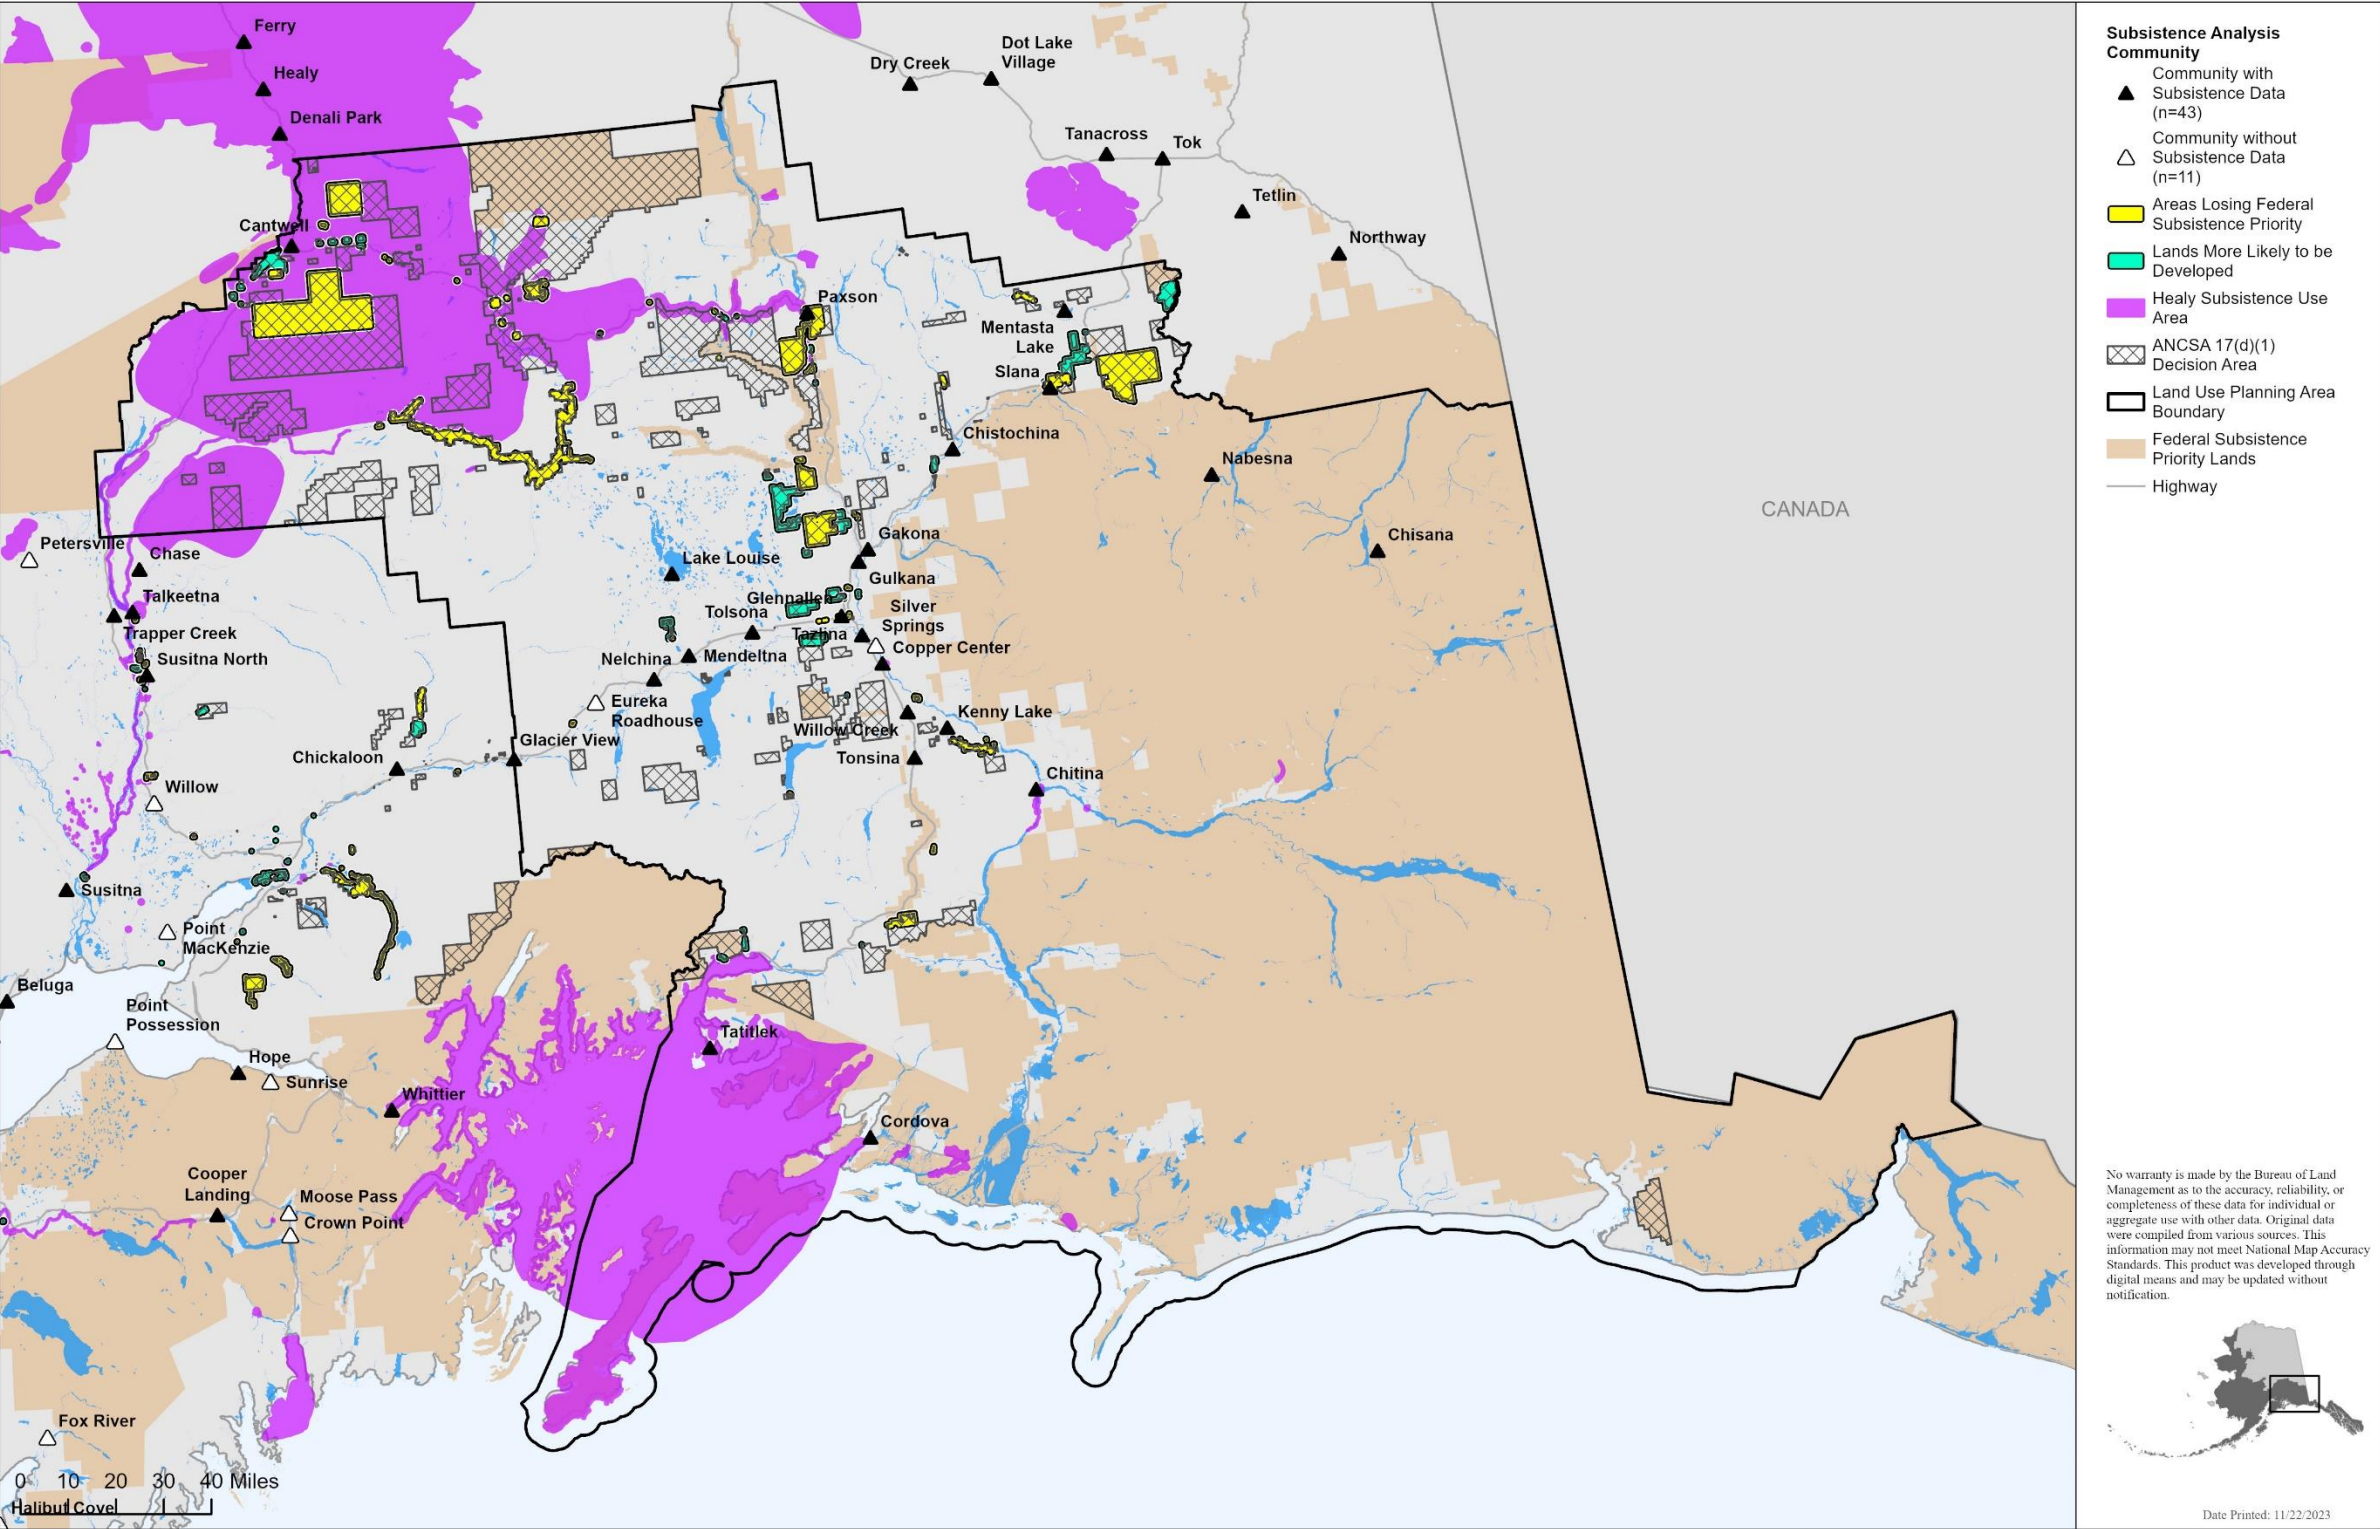 Ferry
Healy
Denali Park
Dry Creek
Dot Lake
Village
Tanacross
Tok
Tetlin
Northway
Cantwell
Paxson
Mentasta
Lake
Slana
Chistochina
Nabesna
Chisana
CANADA
Petersville
Chase
Talkeetna
Trapper Creek
Susitna North
Lake Louise
Gakona
Gulkana
Glennallen
Tolsona
Silver
Springs
Tazlina
Copper Center
Nelchina
Mendeltna
Eureka
Roadhouse
Glacier View
Willow Creek
Kenny Lake
Tonsina
Chickaloon
Chitina
Willow
Susitna
Point
MacKenzie
Beluga
Point
Possession
Hope
Sunrise
Whittier
Tatitlek
Cordova
Cooper
Landing
Moose Pass
Crown Point
Fox River
0 10 20 30 40 Miles
Halibut Cove
Subsistence Analysis
Community
Community with
Subsistence Data
(n=43)
Community without
Subsistence Data
(n=11)
Areas Losing Federal
Subsistence Priority
Lands More Likely to be
Developed
Healy Subsistence Use
Area
ANCSA 17(d)(1)
Decision Area
Land Use Planning Area
Boundary
Federal Subsistence
Priority Lands
Highway
No warranty is made by the Bureau of Land
Management as to the accuracy, reliability, or
completeness of these data for individual or
aggregate use with other data. Original data
were compiled from various sources. This
information may not meet National Map Accuracy
Standards. This product was developed through
digital means and may be updated without
notification.
Date Printed: 11/22/2023